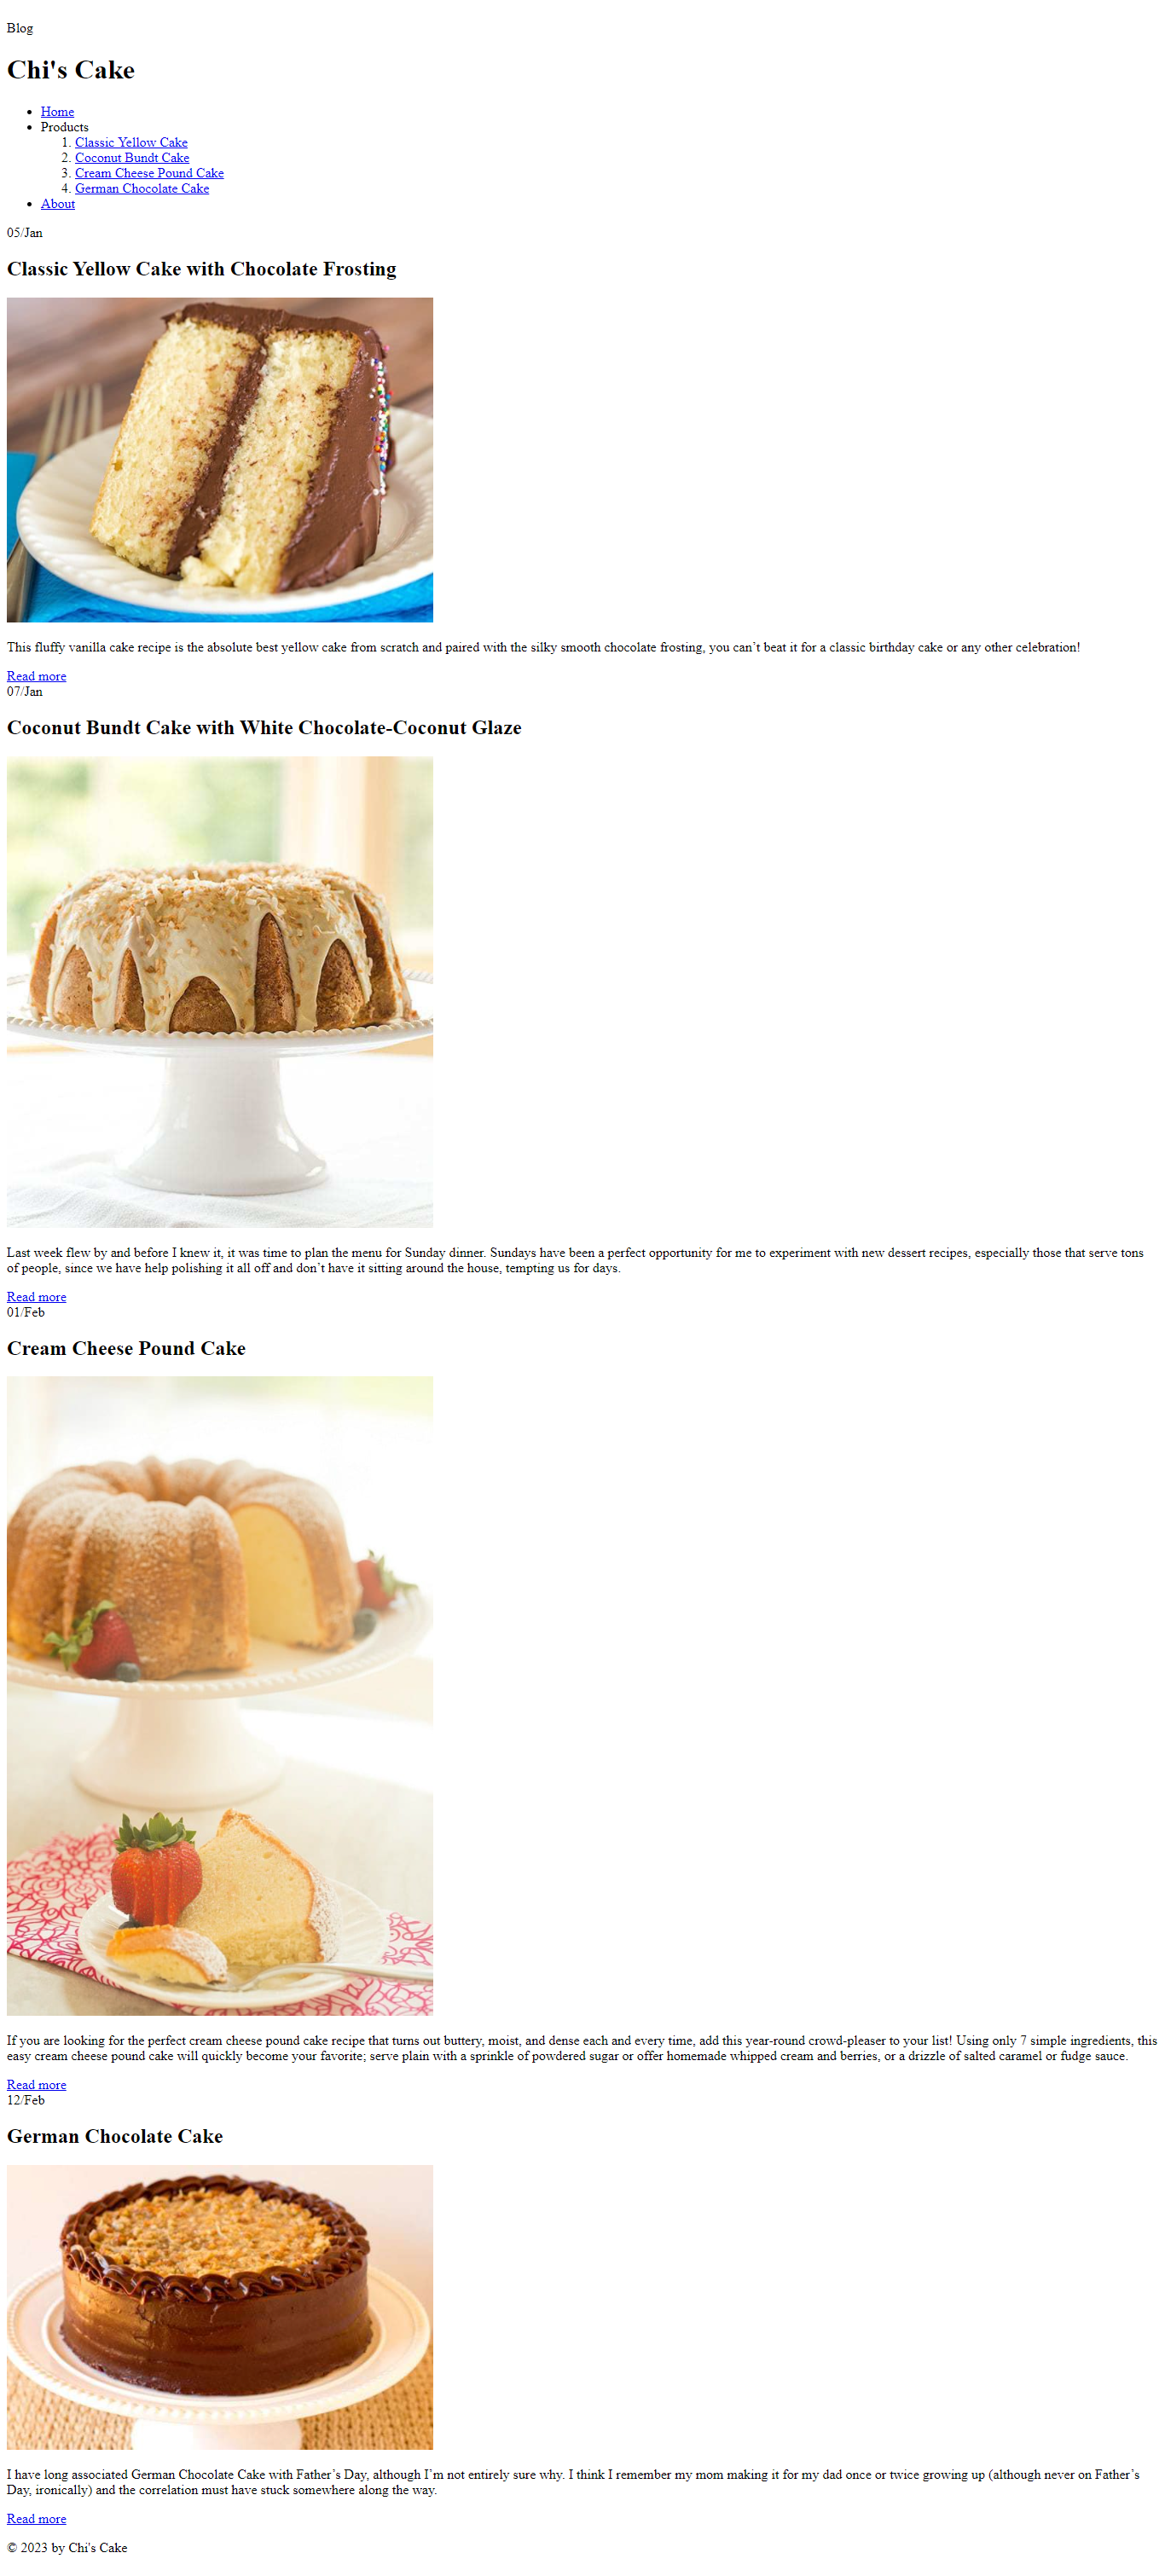 Blog
Chi's Cake
• Home
• Products
1. Classic Yellow Cake
2. Coconut Bundt Cake
3. Cream Cheese Pound Cake
4. German Chocolate Cake
• About
05/Jan
Classic Yellow Cake with Chocolate Frosting
This fluffy vanilla cake recipe is the absolute best yellow cake from scratch and paired with the silky smooth chocolate frosting, you can’t beat it for a classic birthday cake or any other celebration!
Read more
07/Jan
Coconut Bundt Cake with White Chocolate-Coconut Glaze
Last week flew by and before I knew it, it was time to plan the menu for Sunday dinner. Sundays have been a perfect opportunity for me to experiment with new dessert recipes, especially those that serve tons
of people, since we have help polishing it all off and don’t have it sitting around the house, tempting us for days.
Read more
01/Feb
Cream Cheese Pound Cake
If you are looking for the perfect cream cheese pound cake recipe that turns out buttery, moist, and dense each and every time, add this year-round crowd-pleaser to your list! Using only 7 simple ingredients, this
easy cream cheese pound cake will quickly become your favorite; serve plain with a sprinkle of powdered sugar or offer homemade whipped cream and berries, or a drizzle of salted caramel or fudge sauce.
Read more
12/Feb
German Chocolate Cake
I have long associated German Chocolate Cake with Father’s Day, although I’m not entirely sure why. I think I remember my mom making it for my dad once or twice growing up (although never on Father’s
Day, ironically) and the correlation must have stuck somewhere along the way.
Read more
© 2023 by Chi's Cake